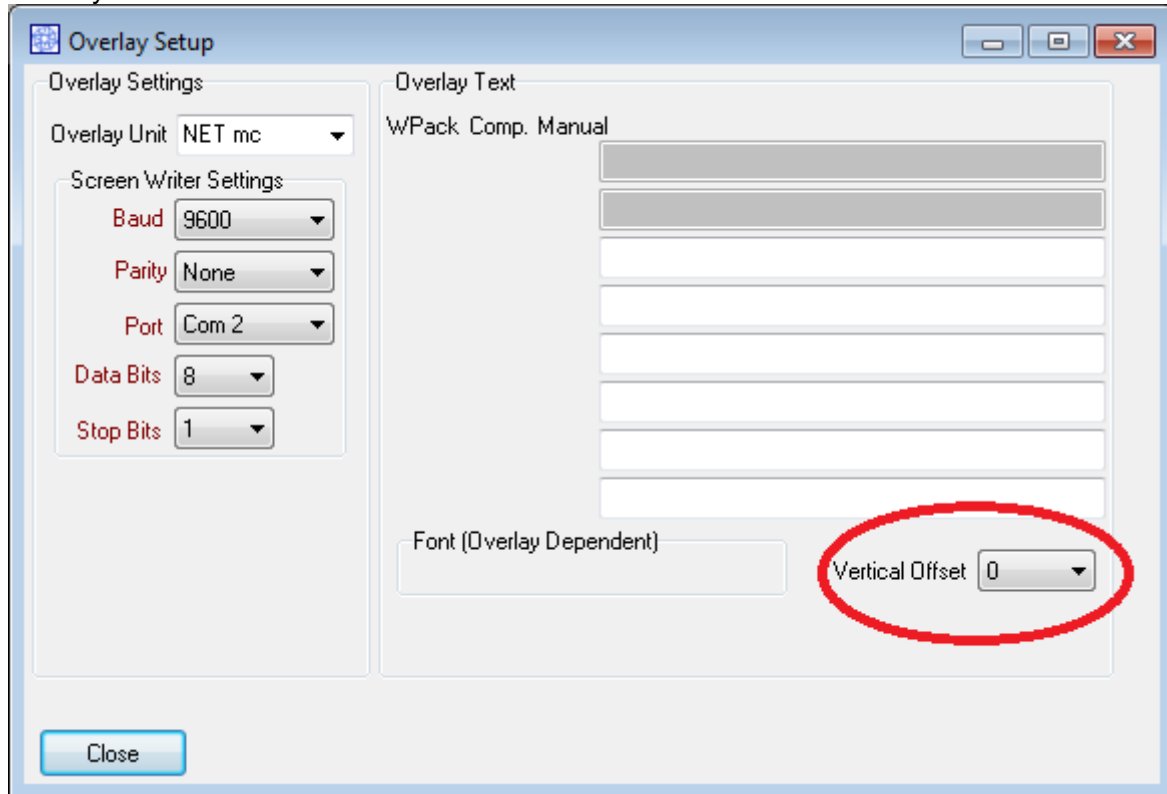 Overlay Setup
Overlay Settings
Overlay Unit NET mc
Screen Writer Settings
Baud 9600
Parity None
Port Com 2
Data Bits 8
Stop Bits 1
Overlay Text
WPack Comp. Manual
Font (Overlay Dependent)
Vertical Offset 0
Close